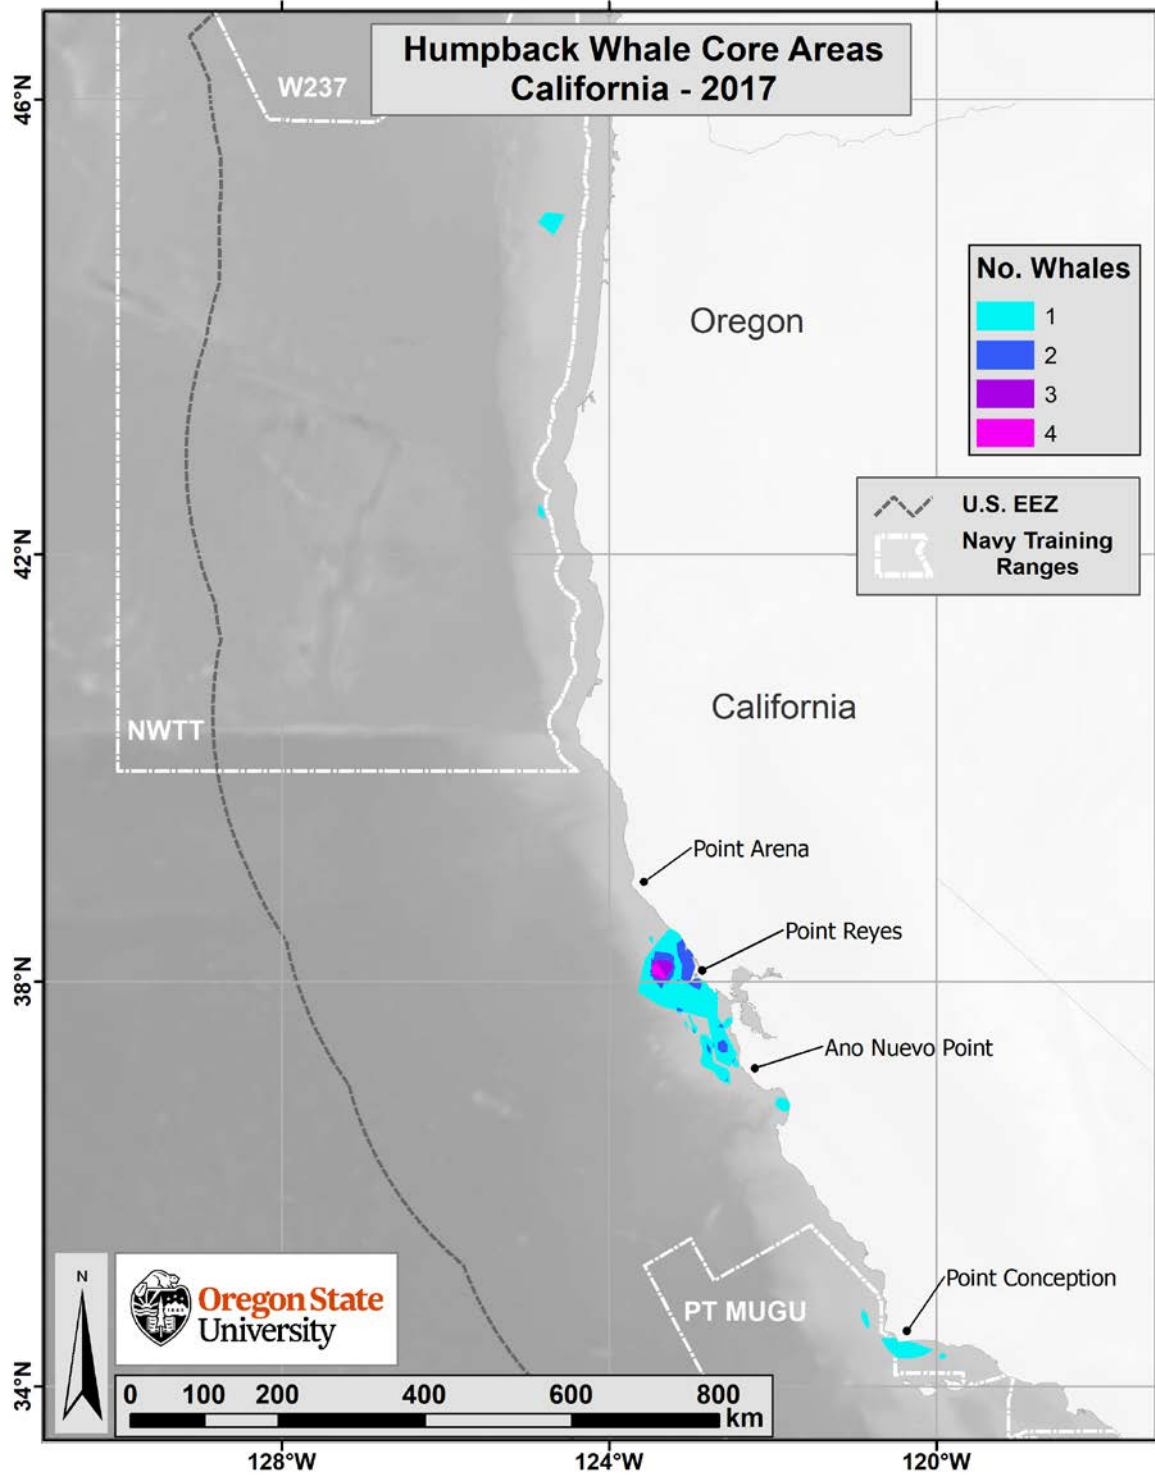 Humpback Whale Core Areas
California - 2017
W237
46°N
No. Whales
1
2
3
4
Oregon
U.S. EEZ
Navy Training
Ranges
42°N
California
NWTT
Point Arena
Point Reyes
38°N
Ano Nuevo Point
Point Conception
PT MUGU
N
Oregon State
University
34°N
0 100 200 400 600 800
km
128°W 124°W 120°W